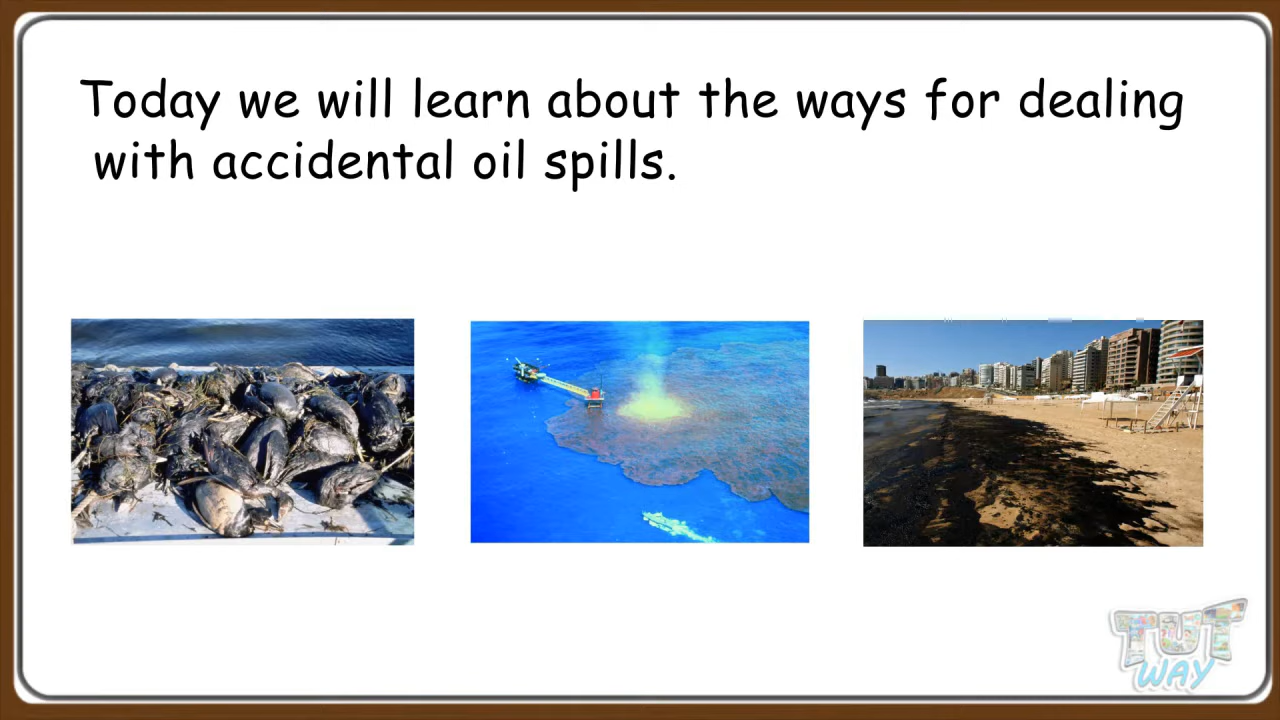 Today we will learn about the ways for dealing
with accidental oil spills.
TUT
WAY